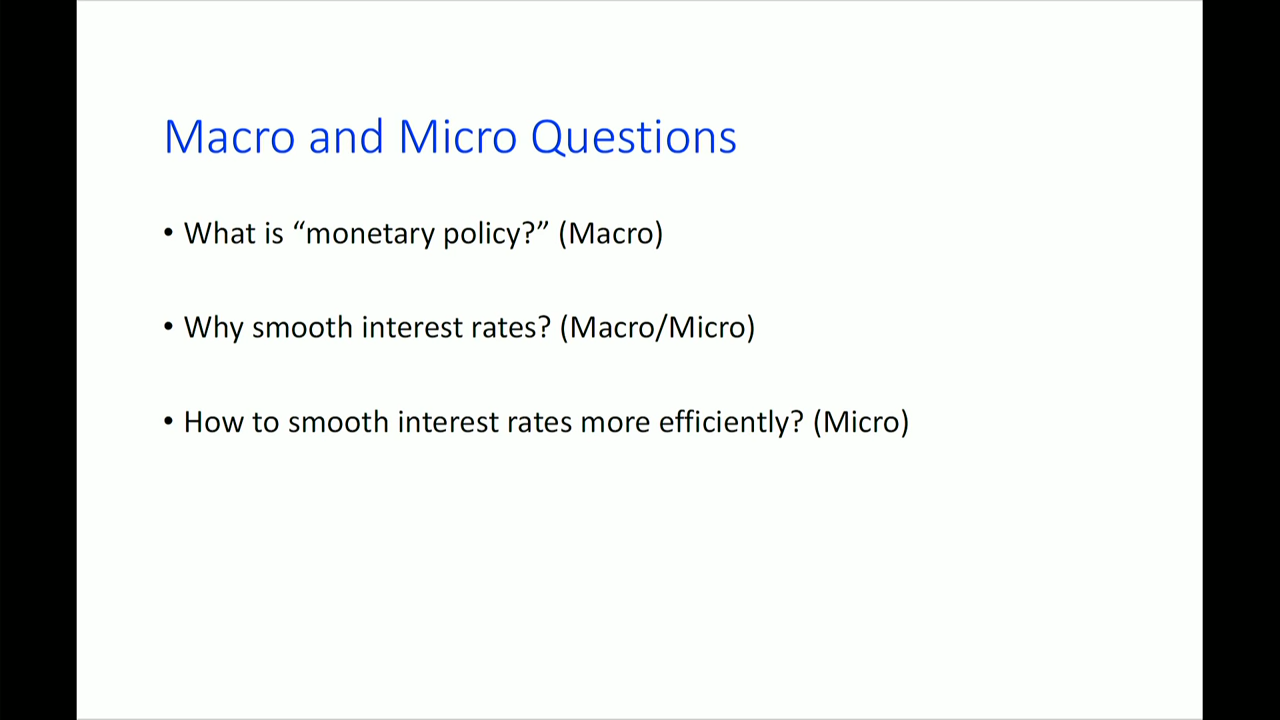 Macro and Micro Questions
• What is “monetary policy?” (Macro)
• Why smooth interest rates? (Macro/Micro)
• How to smooth interest rates more efficiently? (Micro)